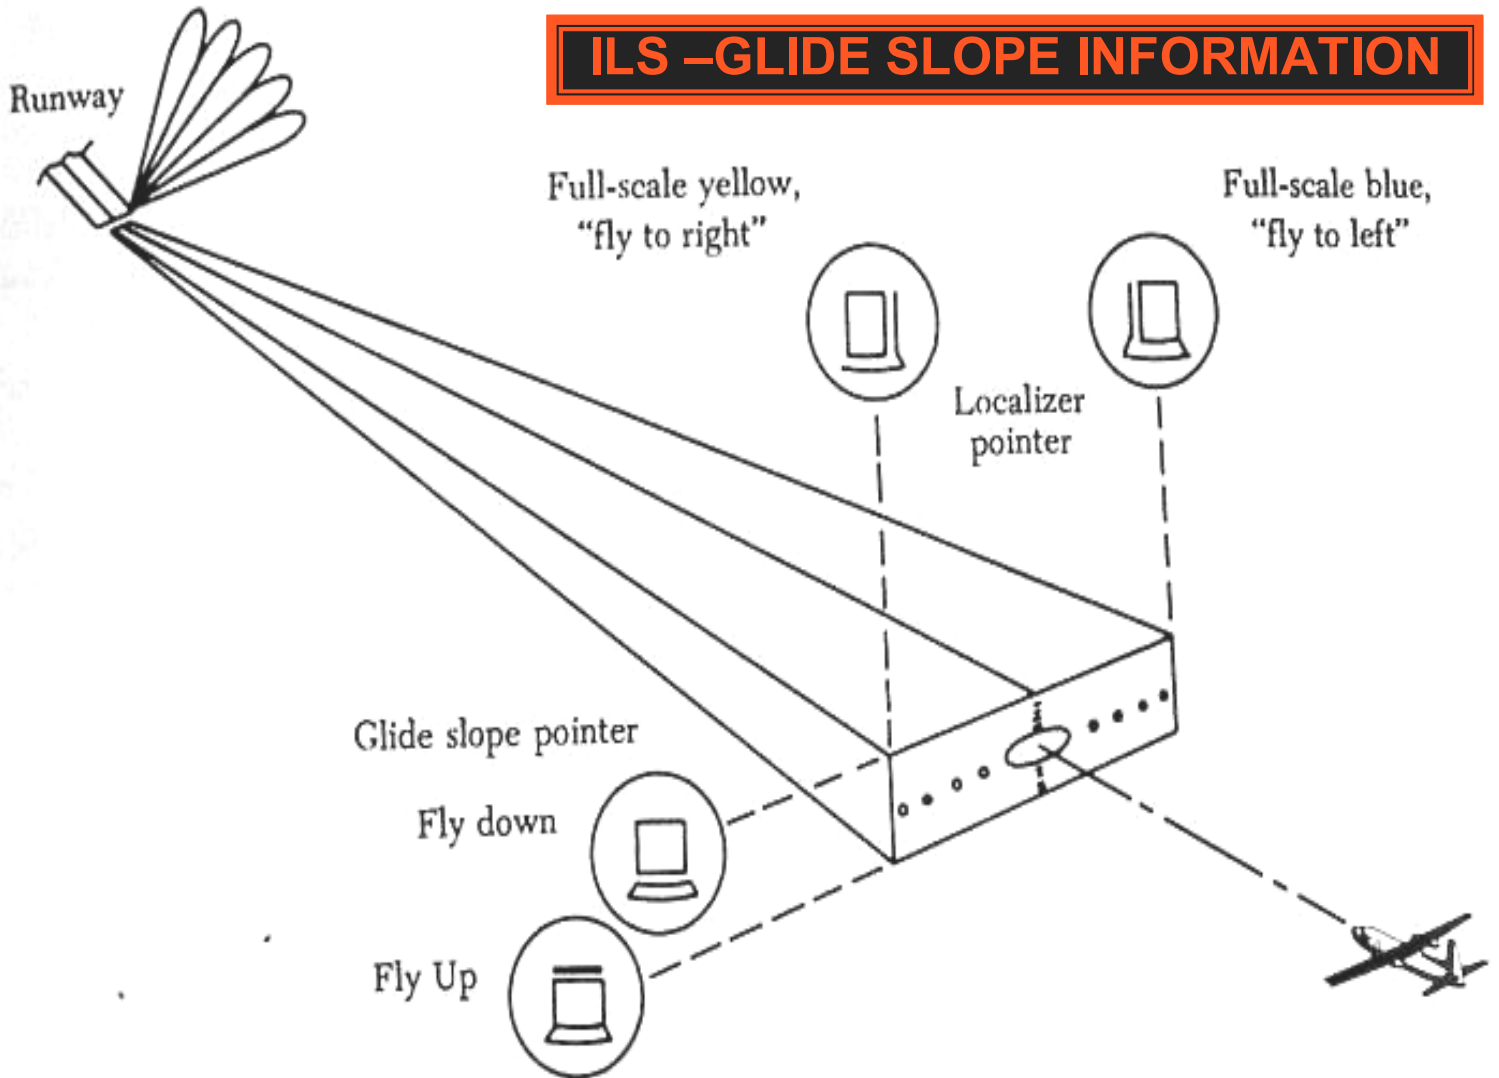 ILS –GLIDE SLOPE INFORMATION
Runway
Full-scale yellow,
“fly to right”
Full-scale blue,
“fly to left”
Localizer
pointer
Glide slope pointer
Fly down
Fly Up